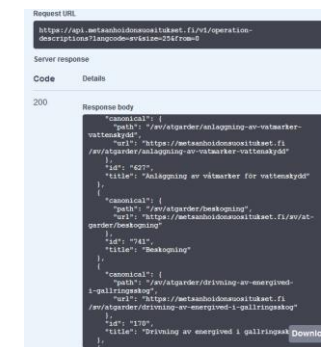 Request URL
https://api.metsanhoidonsuositukset.fi/v1/operation-
descriptions?langcode=sv&size=25&from=0
Server response
Code Details
200
Response body
"canonical": {
"path": "/sv/atgarder/anlaggning-av-vatmarker-
vattenskydd",
"url": "https://metsanhoidonsuositukset.fi
/sv/atgarder/anlaggning-av-vatmarker-vattenskydd"
},
"id": "627",
"title": "Anläggning av våtmarker för vattenskydd"
},
{
"canonical": {
"path": "/sv/atgarder/beskogning",
"url": "https://metsanhoidonsuositukset.fi/sv/at-
garder/beskogning"
},
"id": "741",
"title": "Beskogning"
},
{
"canonical": {
"path": "/sv/atgarder/drivning-av-energived-
i-gallringsskog",
"url": "https://metsanhoidonsuositukset.fi
/sv/atgarder/drivning-av-energived-i-gallringsskog"
},
"id": "170",
"title": "Drivning av energived i gallringssk
Downlo